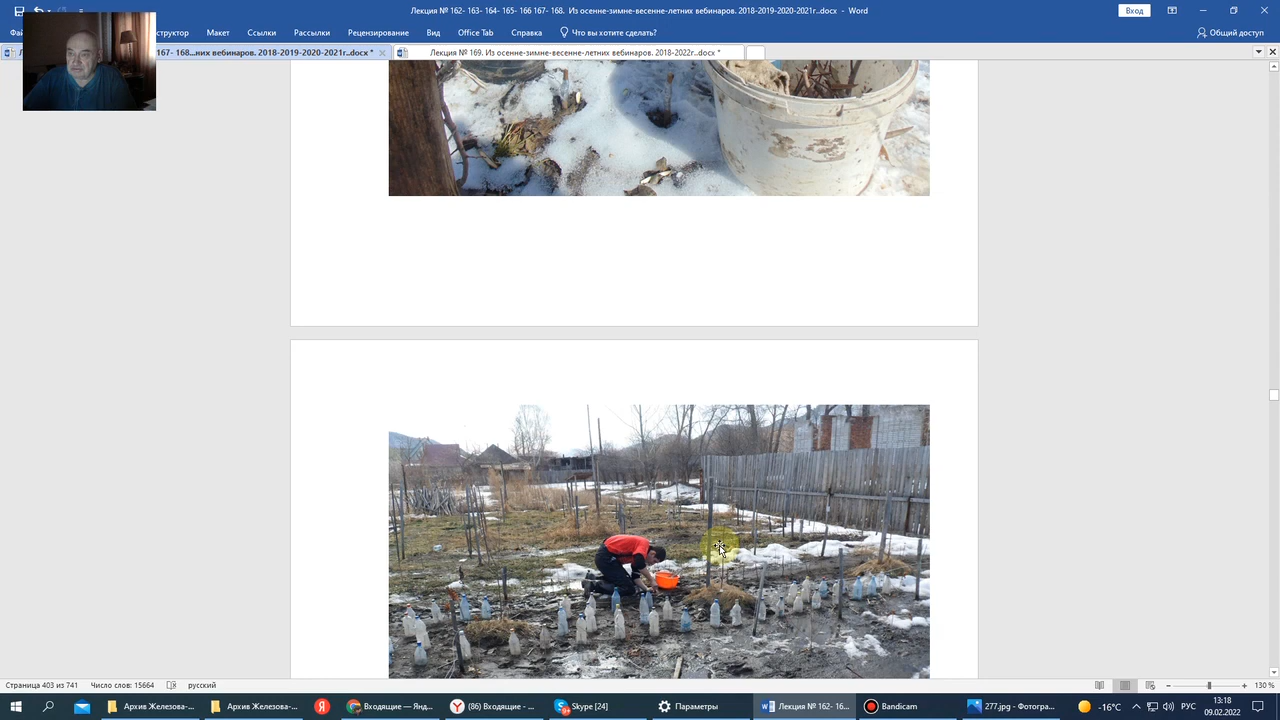 Лекция № 162- 163- 164- 165- 166 167- 168.  Из осенне-зимне-весенне-летних вебинаров. 2018-2019-2020-2021г..docx  -  Word
Вход
структор
Макет
Ссылки
Рассылки
Рецензирование
Вид
Office Tab
Справка
Что вы хотите сделать?
Общий доступ
167- 168...них вебинаров. 2018-2019-2020-2021г..docx *
Лекция № 169. Из осенне-зимне-весенне-летних вебинаров. 2018-2022г..docx *
Страница 403 из 741
Число слов: 15664
русский
130 %
Архив Железова-...
Архив Железова-...
Входящие — Янд...
(86) Входящие - ...
Skype [24]
Параметры
Лекция № 162- 16...
Bandicam
277.jpg - Фотогра...
-16°C
РУС
13:18
09.02.2022